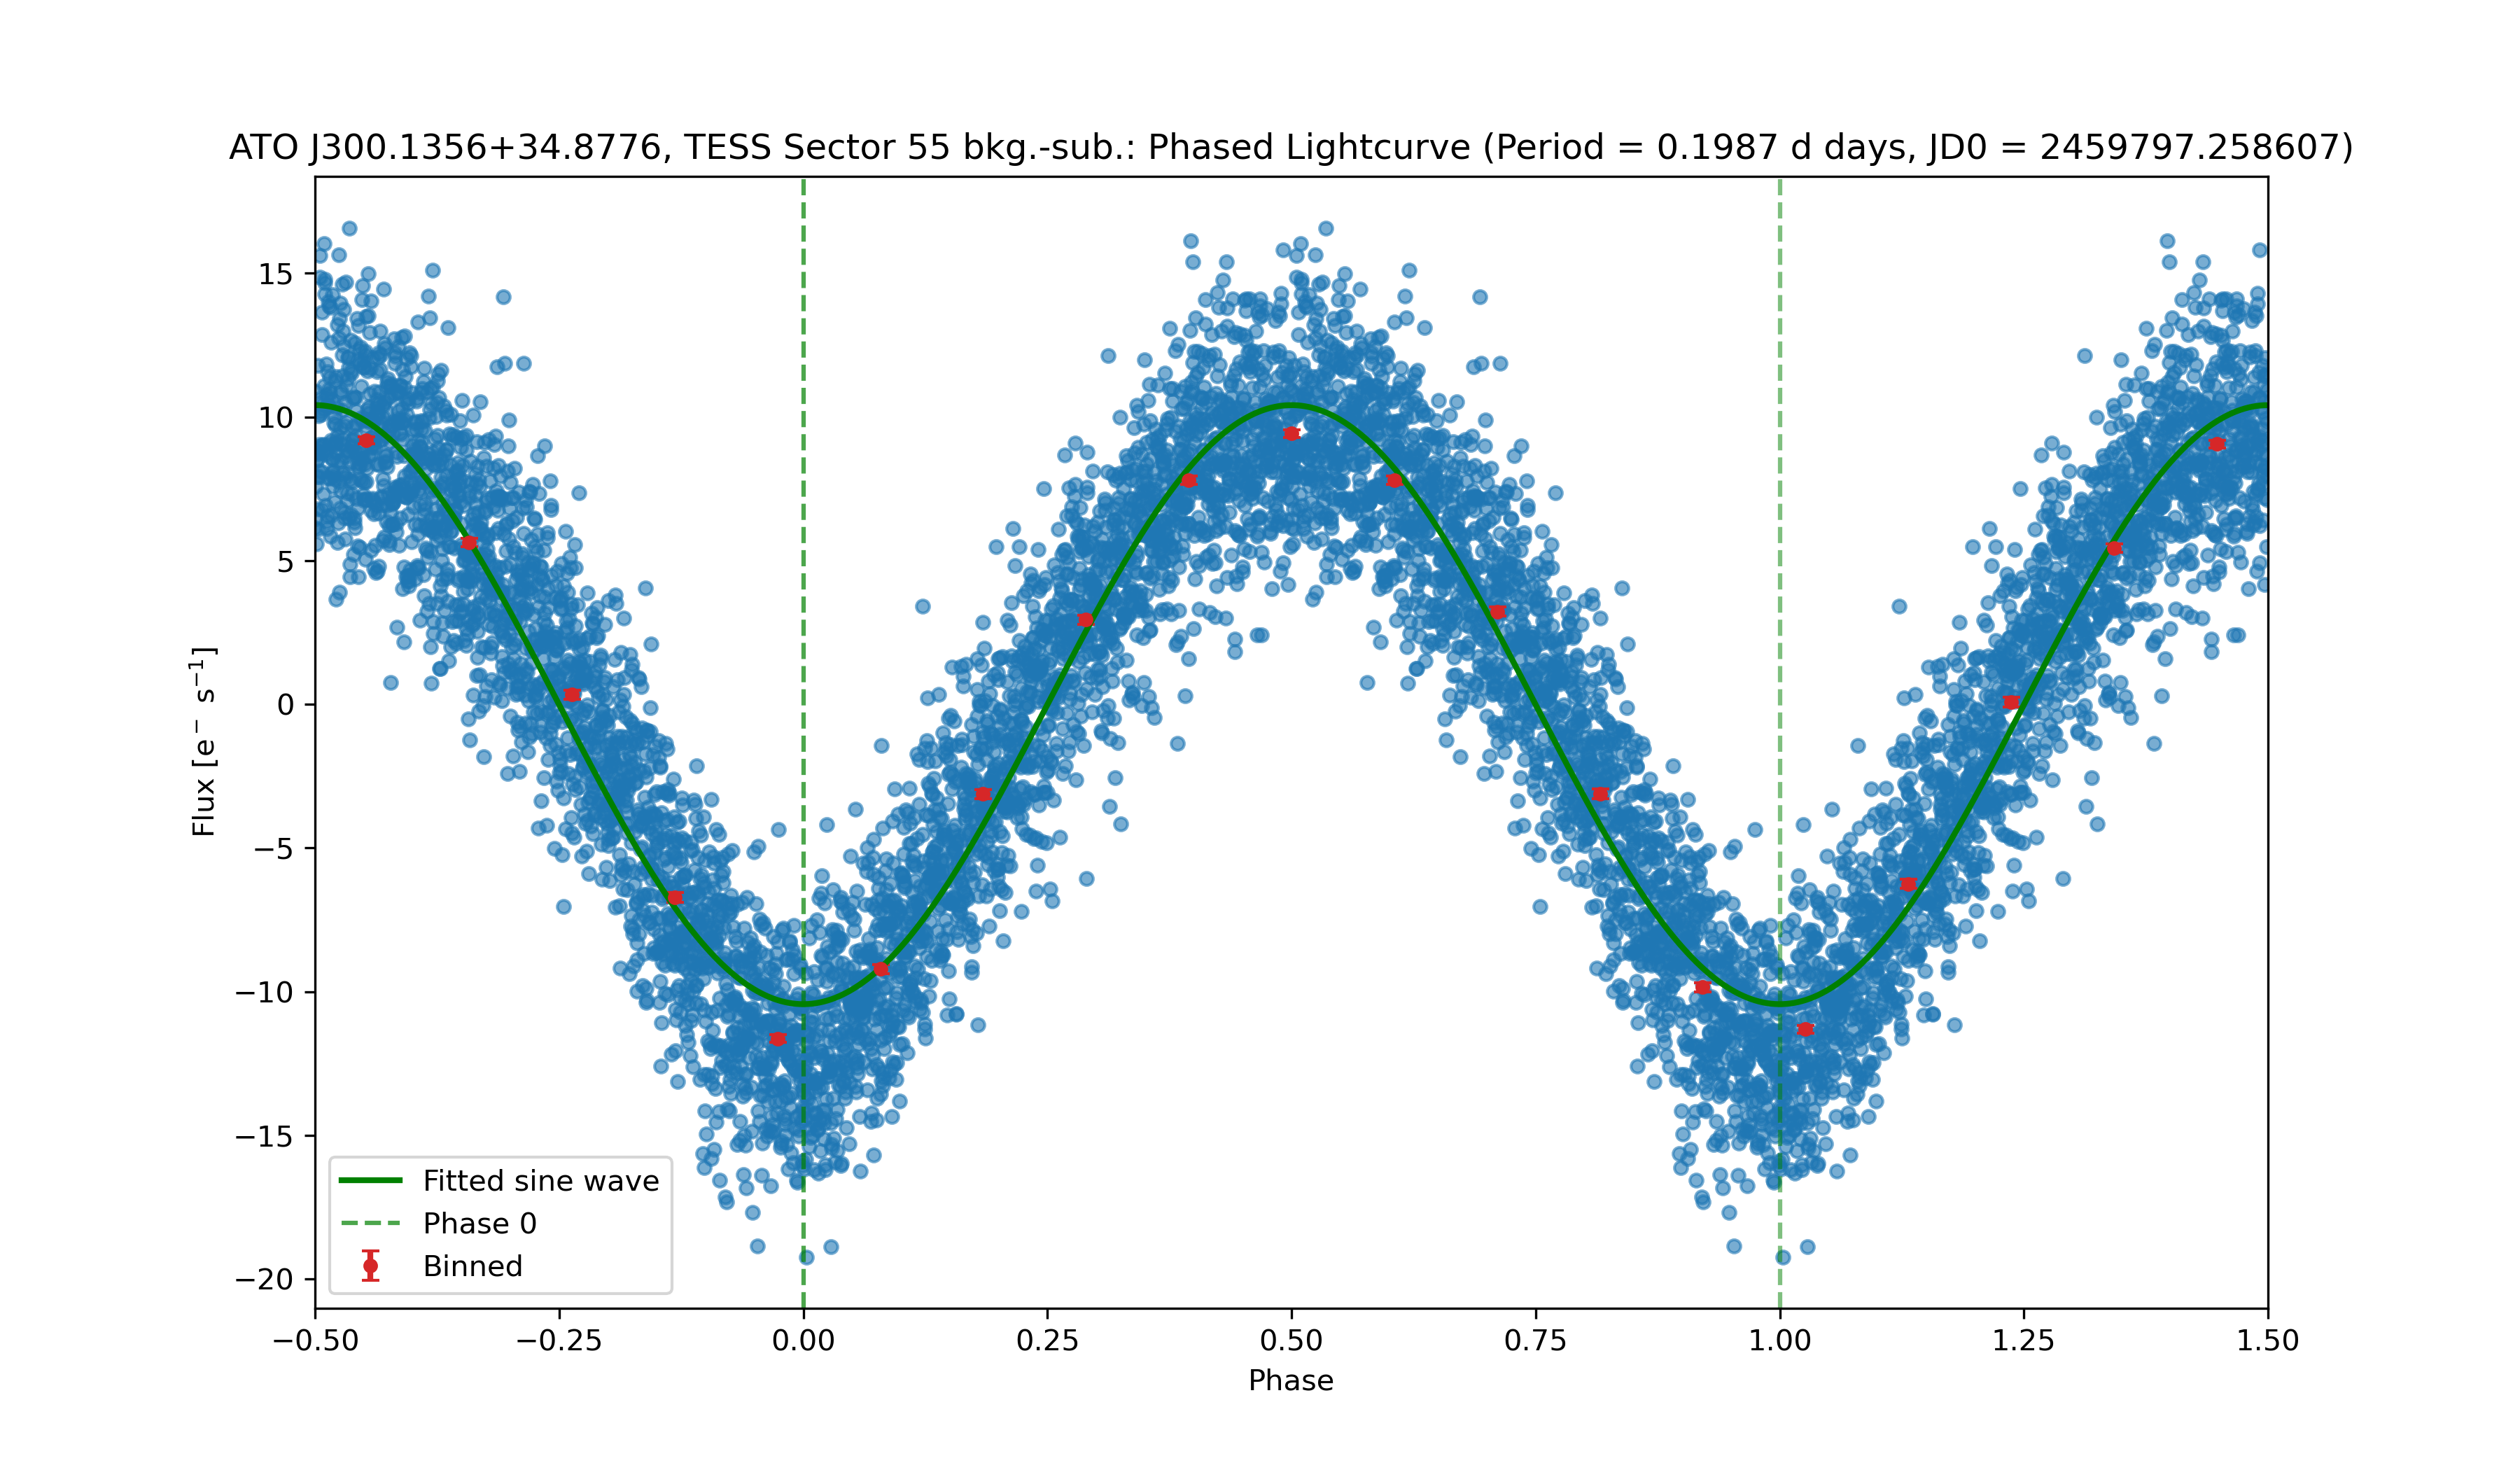 ATO J300.1356+34.8776, TESS Sector 55 bkg.-sub.: Phased Lightcurve (Period = 0.1987 d days, JD0 = 2459797.258607)
15
10
5
0
−5
−10
−15
−20
Flux [e⁻ s⁻¹]
Fitted sine wave
Phase 0
Binned
−0.50 −0.25 0.00 0.25 0.50 0.75 1.00 1.25 1.50
Phase